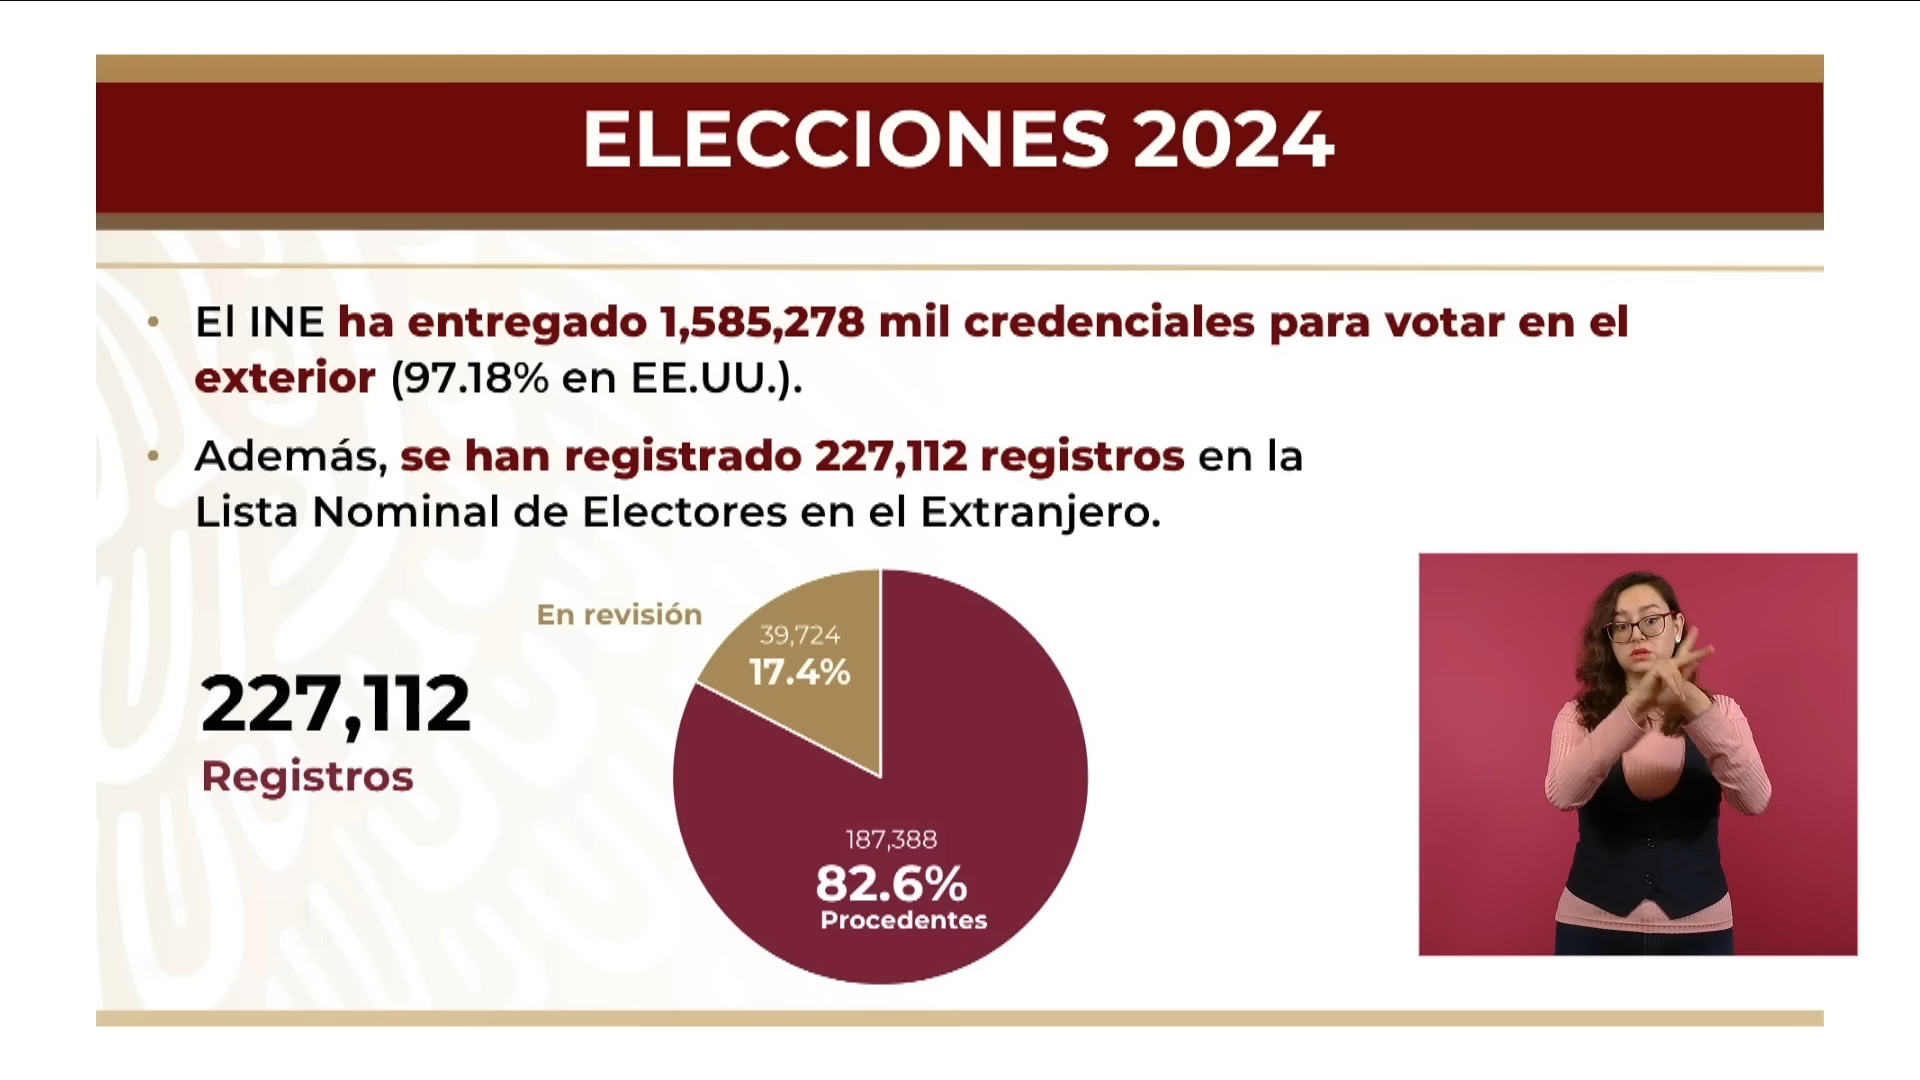 ELECCIONES 2024
• El INE ha entregado 1,585,278 mil credenciales para votar en el
exterior (97.18% en EE.UU.).
• Además, se han registrado 227,112 registros en la
Lista Nominal de Electores en el Extranjero.
En revisión
39,724
17.4%
227,112
Registros
187,388
82.6%
Procedentes